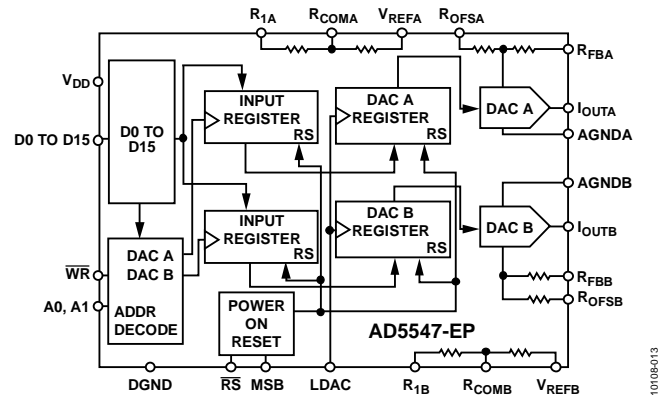 R1A RCOMA VREFA ROFSA
RFBA
VDD
D0 TO D15
D0 TO
D15
INPUT
REGISTER
RS
DAC A
REGISTER
RS
DAC A
IOUTA
AGNDA
AGNDB
INPUT
REGISTER
RS
DAC B
REGISTER
RS
DAC B
IOUTB
WR
A0, A1
DAC A
DAC B
ADDR
DECODE
RFBB
ROFSB
POWER
ON
RESET
AD5547-EP
DGND RS MSB LDAC R1B RCOMB VREFB
10108-013